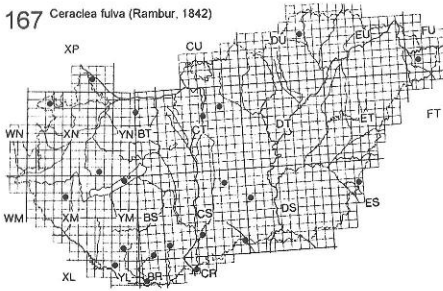 167 Ceraclea fulva (Rambur, 1842)
XP CU DU EU FU
WN XN YN BT CT DT ET FT
WM XM YM BS CS DS ES
XL YL BR CR